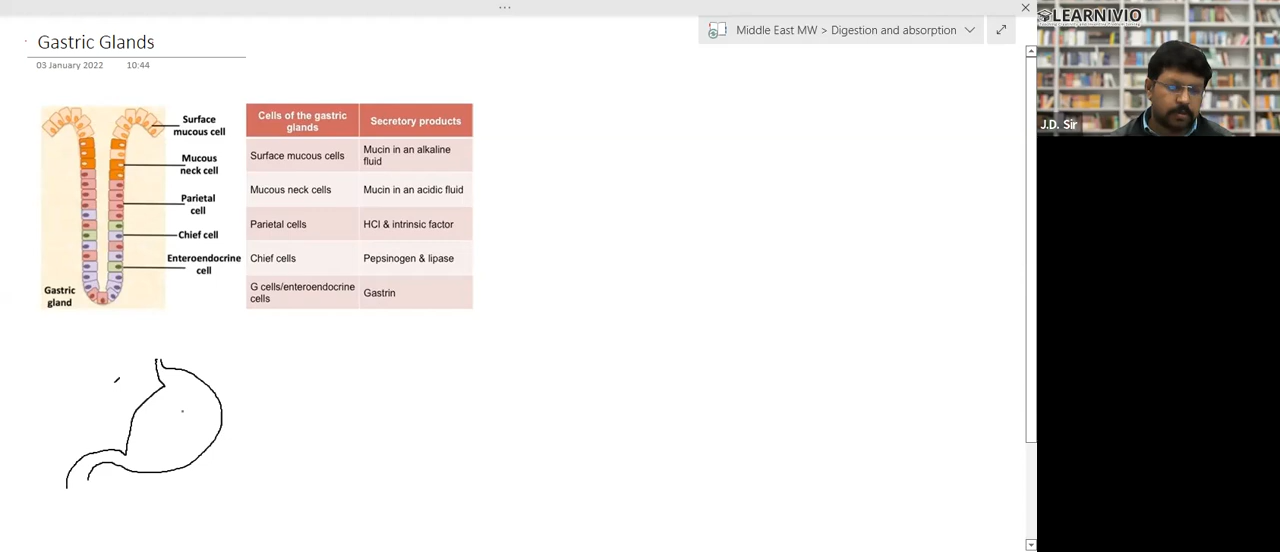 ...
Gastric Glands
03 January 2022 10:44
Middle East MW > Digestion and absorption
LEARNIVIO
J.D. Sir
Surface
mucous cell
Mucous
neck cell
Parietal
cell
Chief cell
Enteroendocrine
cell
Gastric
gland
Cells of the gastric
glands
Secretory products
Surface mucous cells
Mucin in an alkaline
fluid
Mucous neck cells
Mucin in an acidic fluid
Parietal cells
HCl & intrinsic factor
Chief cells
Pepsinogen & lipase
G cells/enteroendocrine
cells
Gastrin